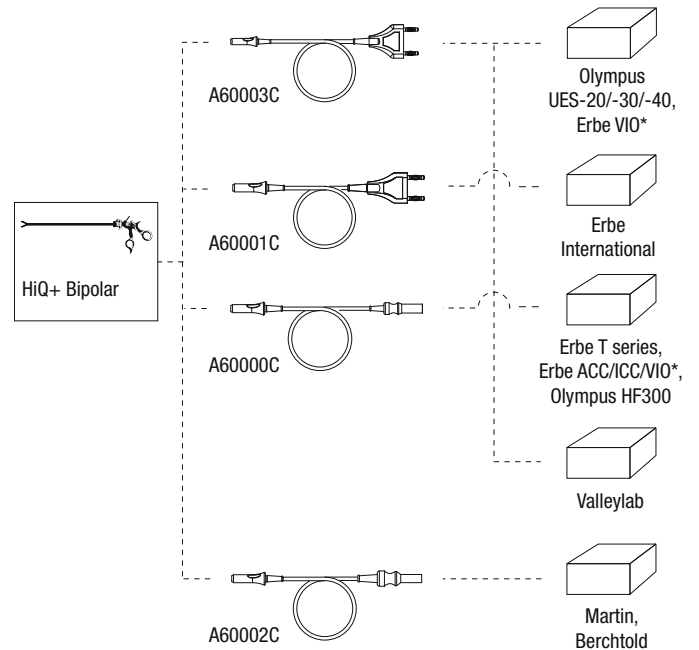 A60003C
Olympus
UES-20/-30/-40,
Erbe VIO*
A60001C
Erbe
International
HiQ+ Bipolar
A60000C
Erbe T series,
Erbe ACC/ICC/VIO*,
Olympus HF300
Valleylab
A60002C
Martin,
Berchtold